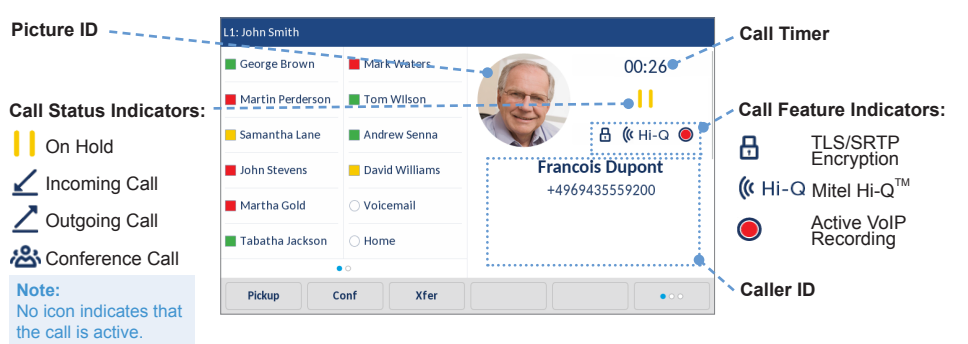 Picture ID
Call Status Indicators:
On Hold
Incoming Call
Outgoing Call
Conference Call
Note:
No icon indicates that
the call is active.
L1: John Smith
George Brown
Mark Waters
Martin Perderson
Tom WIlson
Samantha Lane
Andrew Senna
John Stevens
David Williams
Martha Gold
Voicemail
Tabatha Jackson
Home
00:26
Hi-Q
Francois Dupont
+4969435559200
Pickup
Conf
Xfer
Call Timer
Call Feature Indicators:
TLS/SRTP
Encryption
Hi-Q Mitel Hi-Q™
Active VoIP
Recording
Caller ID